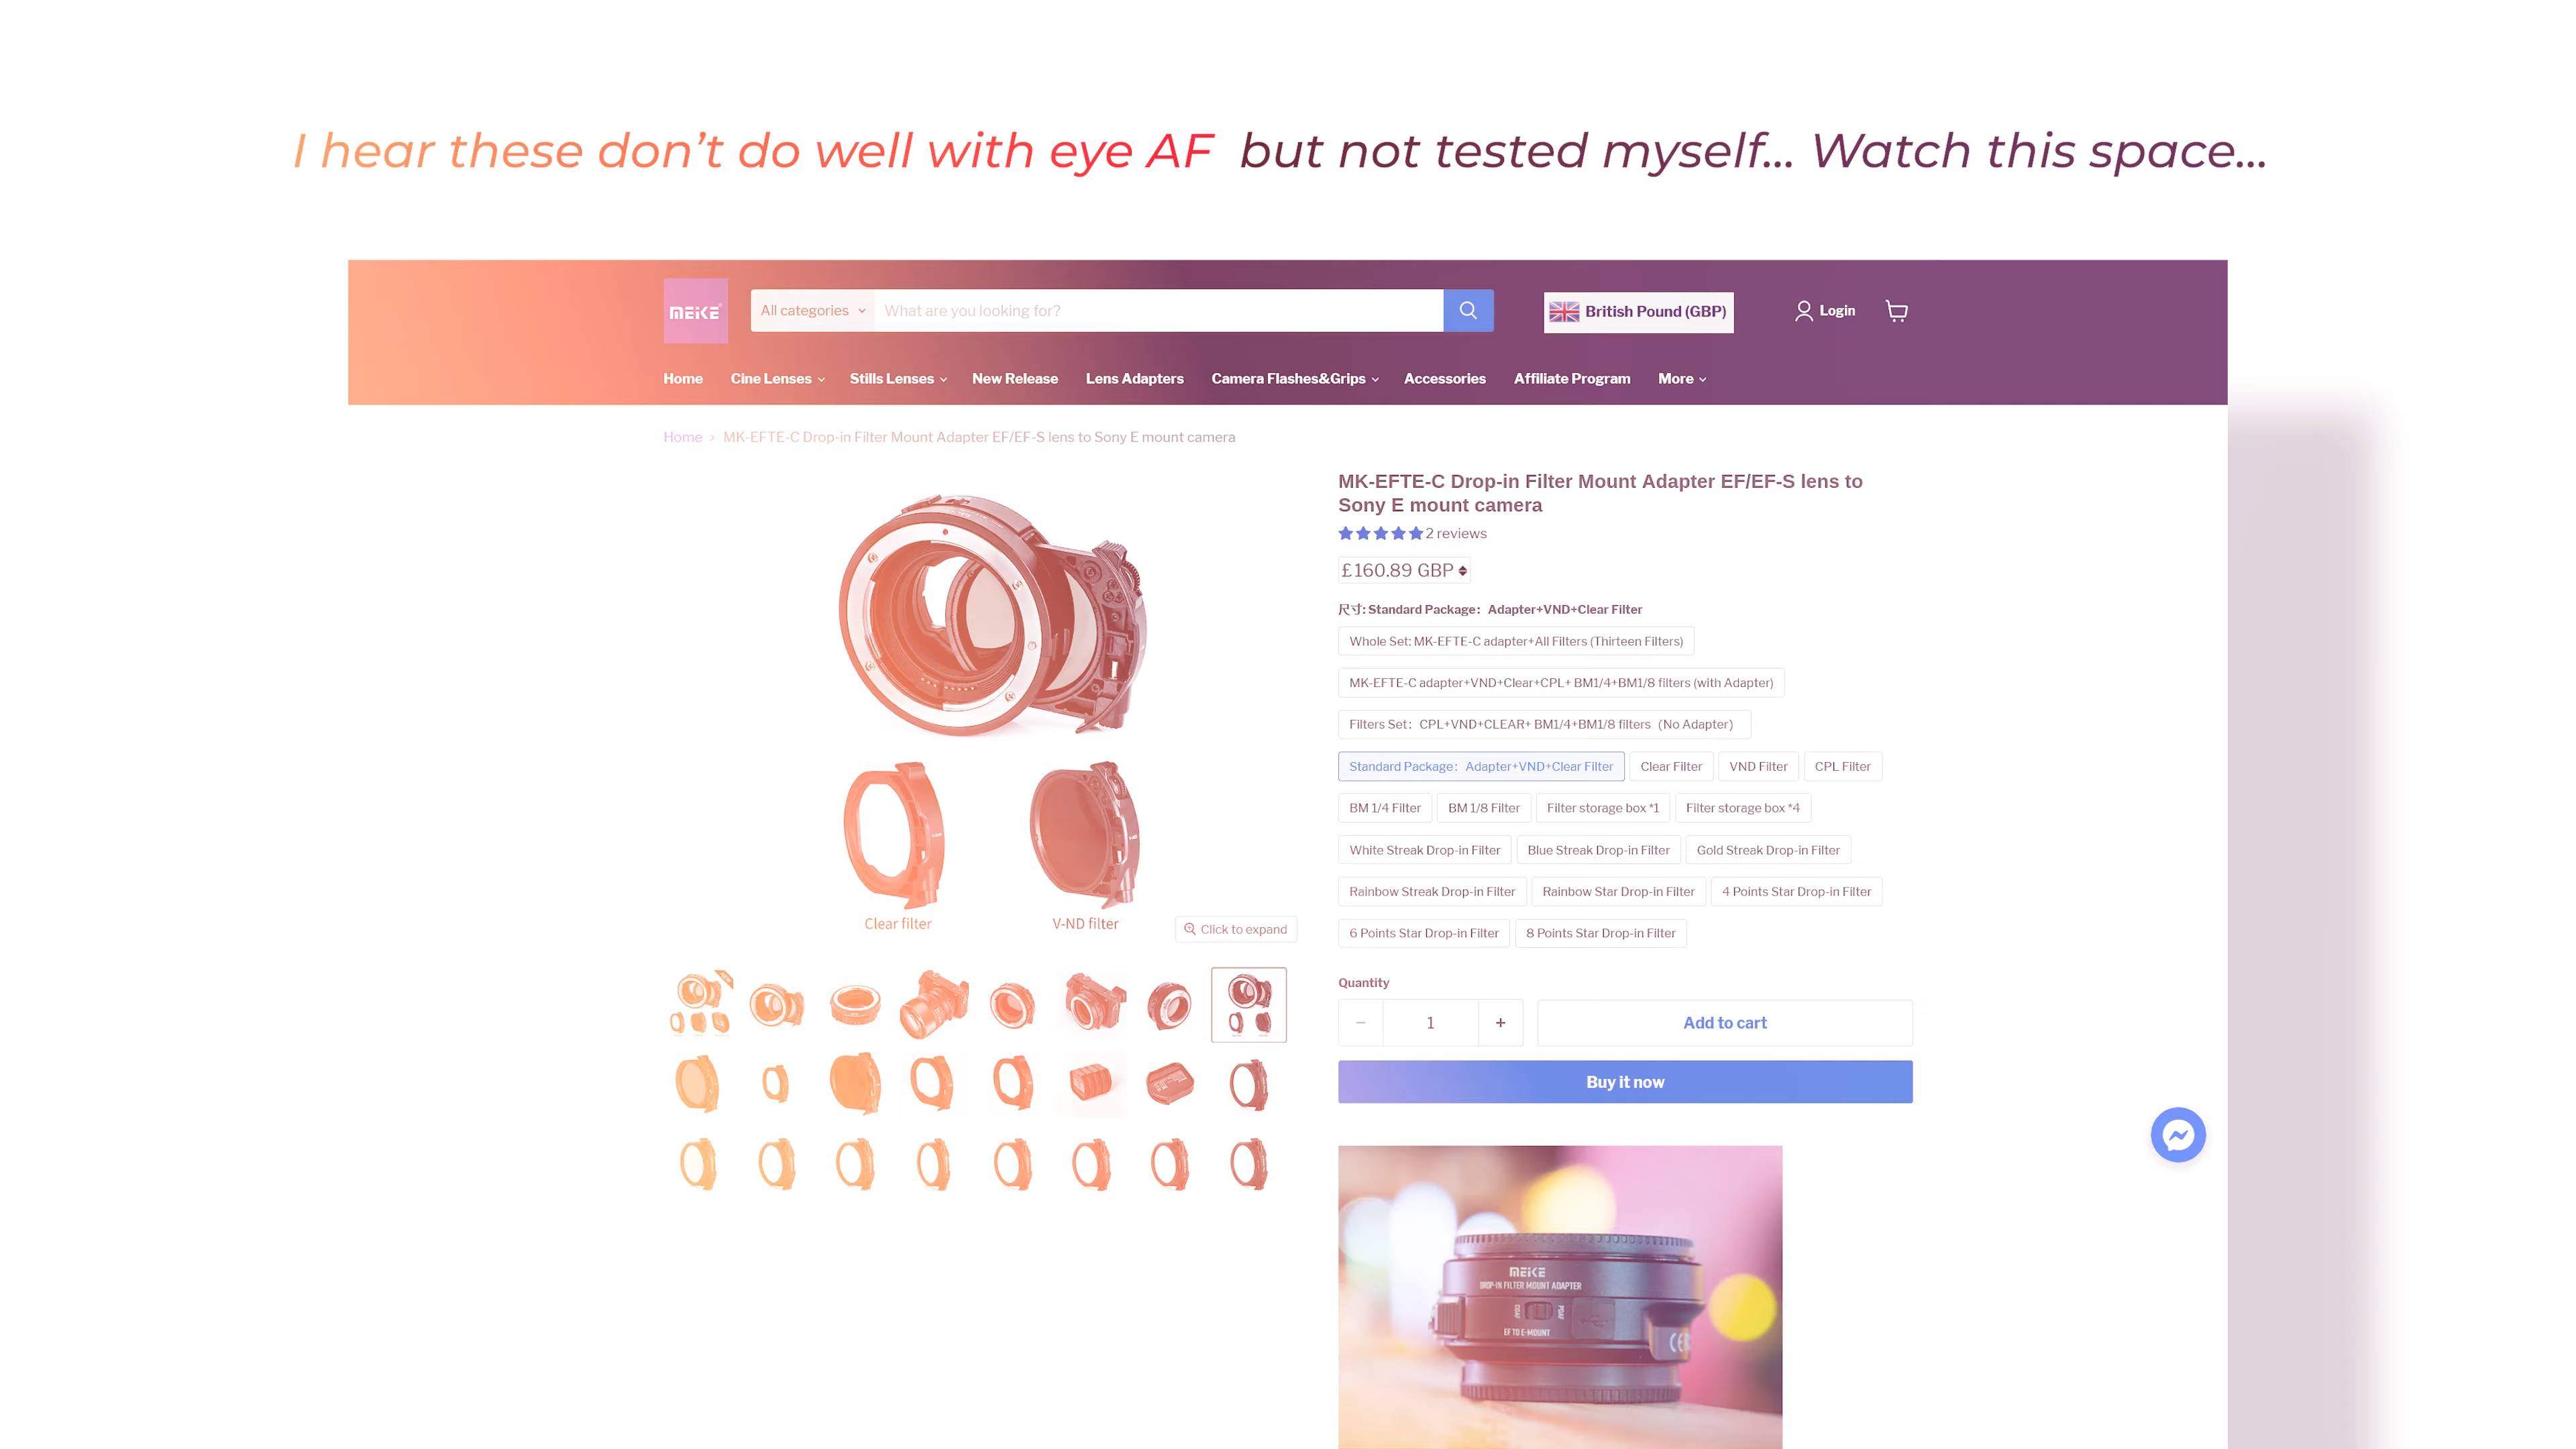 I hear these don't do well with eye AF but not tested myself... Watch this space...
MEIKE
All categories
What are you looking for?
British Pound (GBP)
Login
Home Cine Lenses Stills Lenses New Release Lens Adapters Camera Flashes&Grips Accessories Affiliate Program More
Home > MK-EFTE-C Drop-in Filter Mount Adapter EF/EF-S lens to Sony E mount camera
MK-EFTE-C Drop-in Filter Mount Adapter EF/EF-S lens to
Sony E mount camera
2 reviews
£160.89 GBP
尺寸: Standard Package：Adapter+VND+Clear Filter
Whole Set: MK-EFTE-C adapter+All Filters (Thirteen Filters)
MK-EFTE-C adapter+VND+Clear+CPL+ BM1/4+BM1/8 filters (with Adapter)
Filters Set：CPL+VND+CLEAR+ BM1/4+BM1/8 filters（No Adapter）
Standard Package：Adapter+VND+Clear Filter Clear Filter VND Filter CPL Filter
BM 1/4 Filter BM 1/8 Filter Filter storage box *1 Filter storage box *4
White Streak Drop-in Filter Blue Streak Drop-in Filter Gold Streak Drop-in Filter
Rainbow Streak Drop-in Filter Rainbow Star Drop-in Filter 4 Points Star Drop-in Filter
6 Points Star Drop-in Filter 8 Points Star Drop-in Filter
Clear filter
V-ND filter
Click to expand
Quantity
− 1 +
Add to cart
Buy it now
MEIKE
DROP-IN FILTER MOUNT ADAPTER
CDAF
PDAF
EF TO E-MOUNT
CE